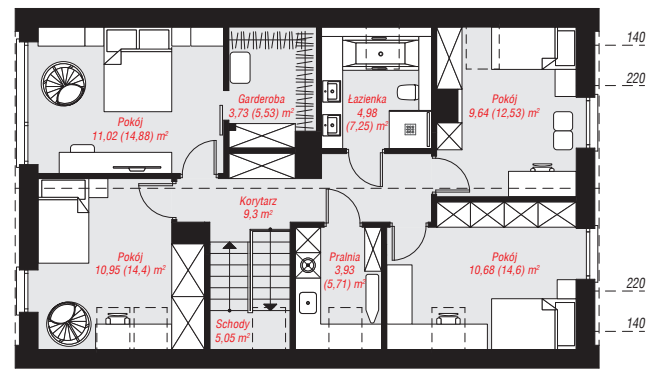 140
220
Garderoba
3,73 (5,53) m²
Łazienka
4,98
(7,25) m²
Pokój
9,64 (12,53) m²
Pokój
11,02 (14,88) m²
Korytarz
9,3 m²
Pokój
10,95 (14,4) m²
Pralnia
3,93
(5,71) m²
Pokój
10,68 (14,6) m²
Schody
5,05 m²
220
140